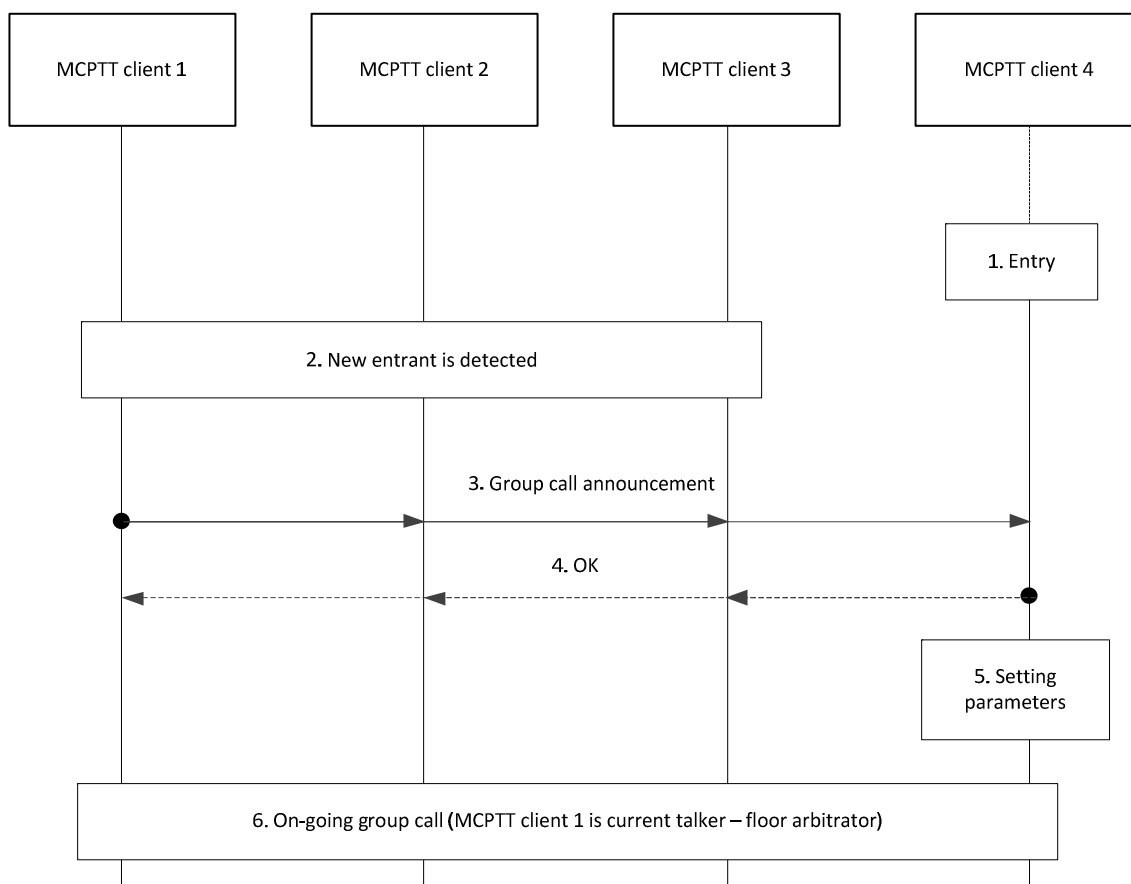 MCPTT client 1
MCPTT client 2
MCPTT client 3
MCPTT client 4
1. Entry
2. New entrant is detected
3. Group call announcement
4. OK
5. Setting
parameters
6. On-going group call (MCPTT client 1 is current talker – floor arbitrator)